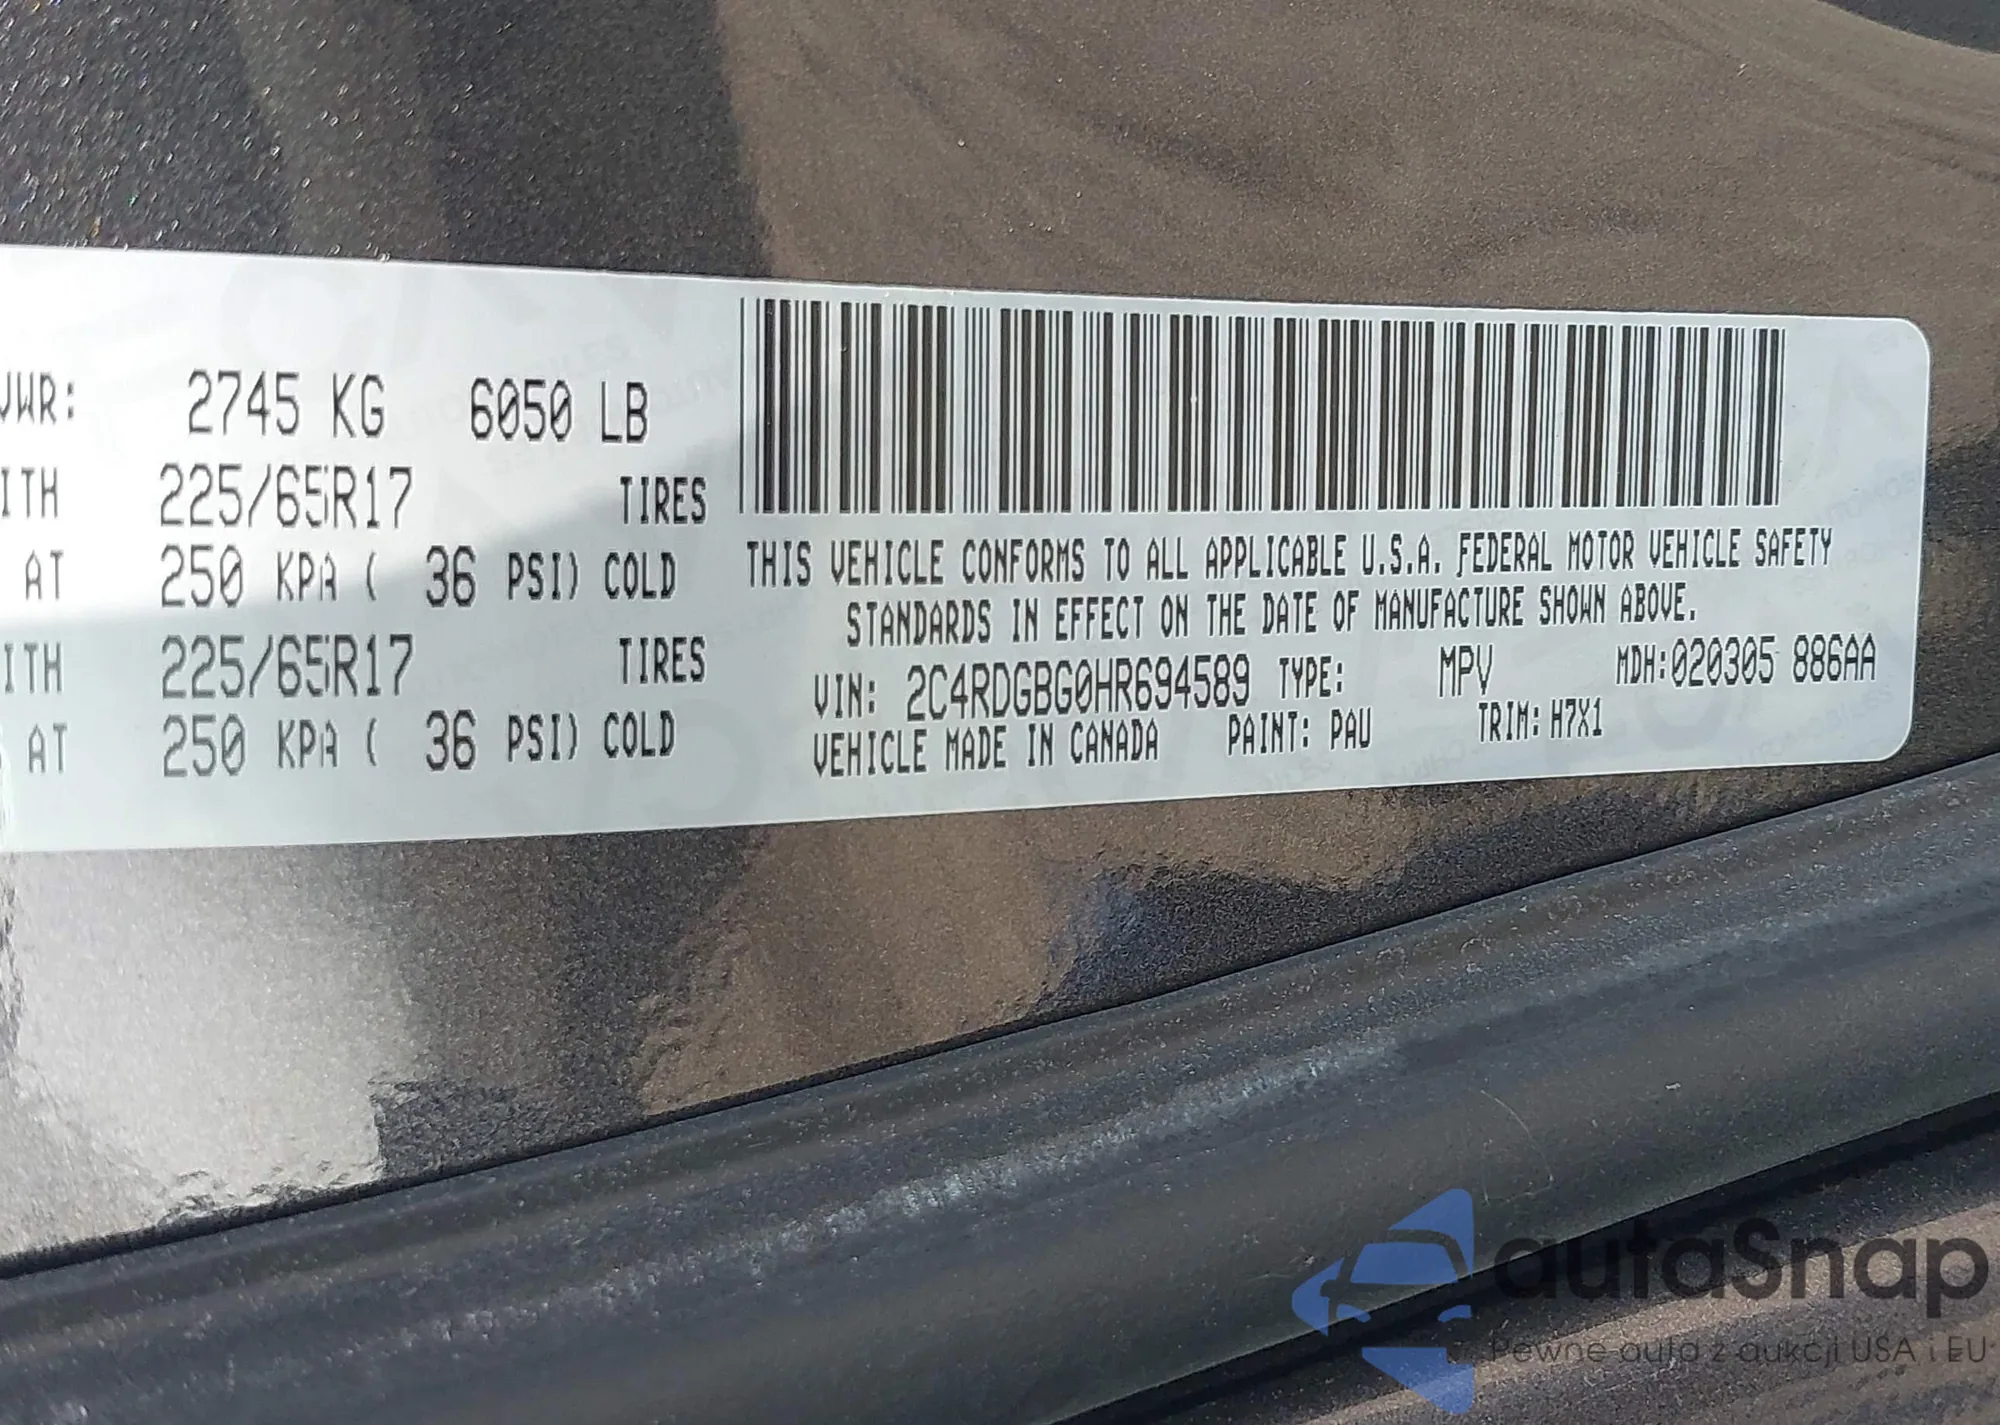 VWR: 2745 KG 6050 LB
ITH 225/65R17 TIRES
AT 250 KPA ( 36 PSI) COLD
ITH 225/65R17 TIRES
AT 250 KPA ( 36 PSI) COLD
THIS VEHICLE CONFORMS TO ALL APPLICABLE U.S.A. FEDERAL MOTOR VEHICLE SAFETY
STANDARDS IN EFFECT ON THE DATE OF MANUFACTURE SHOWN ABOVE.
VIN: 2C4RDGBG0HR694589 TYPE: MPV MDH:020305 886AA
VEHICLE MADE IN CANADA PAINT: PAU TRIM: H7X1
autaSnap
Pewne auta z aukcji USA i EU